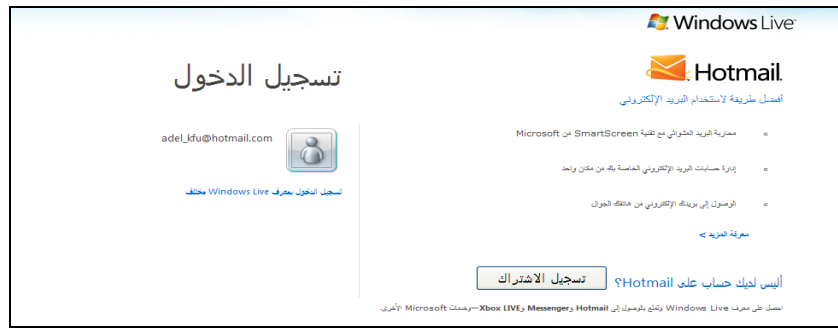 Windows Live
Hotmail.
أفضل طريقة لاستخدام البريد الإلكتروني
» محاربة البريد العشوائي مع تقنية SmartScreen من Microsoft
» إدارة حسابات البريد الإلكتروني الخاصة بك من مكان واحد
» الوصول إلى بريدك الإلكتروني من هاتفك الجوال
معرفة المزيد >
أليس لديك حساب على Hotmail؟ تسجيل الاشتراك
احصل على معرف Windows Live وتمتع بالوصول إلى Hotmail وMessenger وXbox LIVE—وخدمات Microsoft الأخرى.
تسجيل الدخول
adel_kfu@hotmail.com
تسجيل الدخول بمعرف Windows Live مختلف